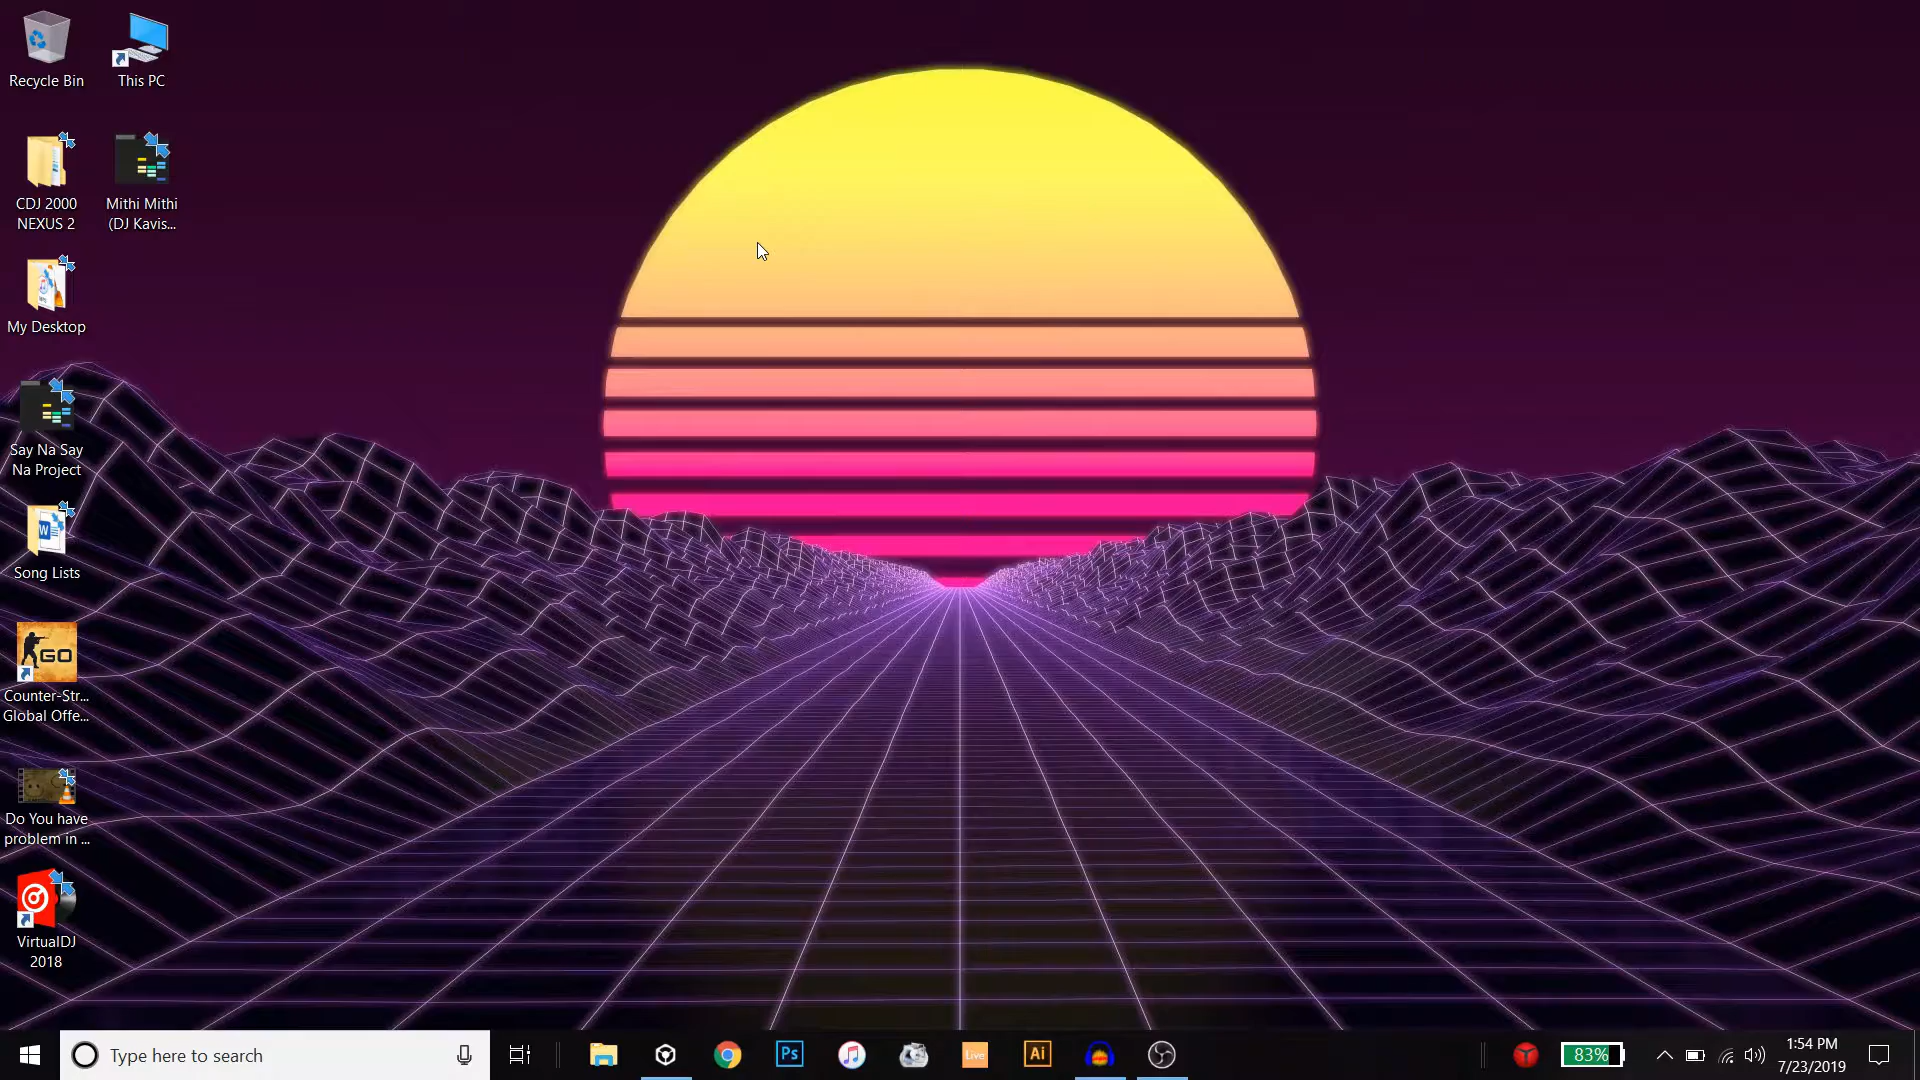 Recycle Bin
This PC
CDJ 2000
NEXUS 2
Mithi Mithi
(DJ Kavis...
My Desktop
Say Na Say
Na Project
W
Song Lists
GO
Counter-Str...
Global Offe...
Do You have
problem in ...
VirtualDJ
2018
Type here to search
Ps
Live
Ai
83%
1:54 PM
7/23/2019